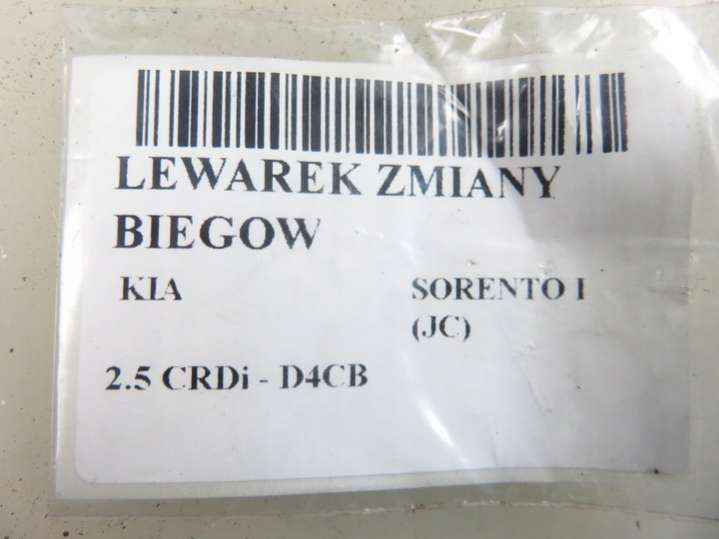 LEWAREK ZMIANY
BIEGOW
KIA SORENTO I
(JC)
2.5 CRDi - D4CB